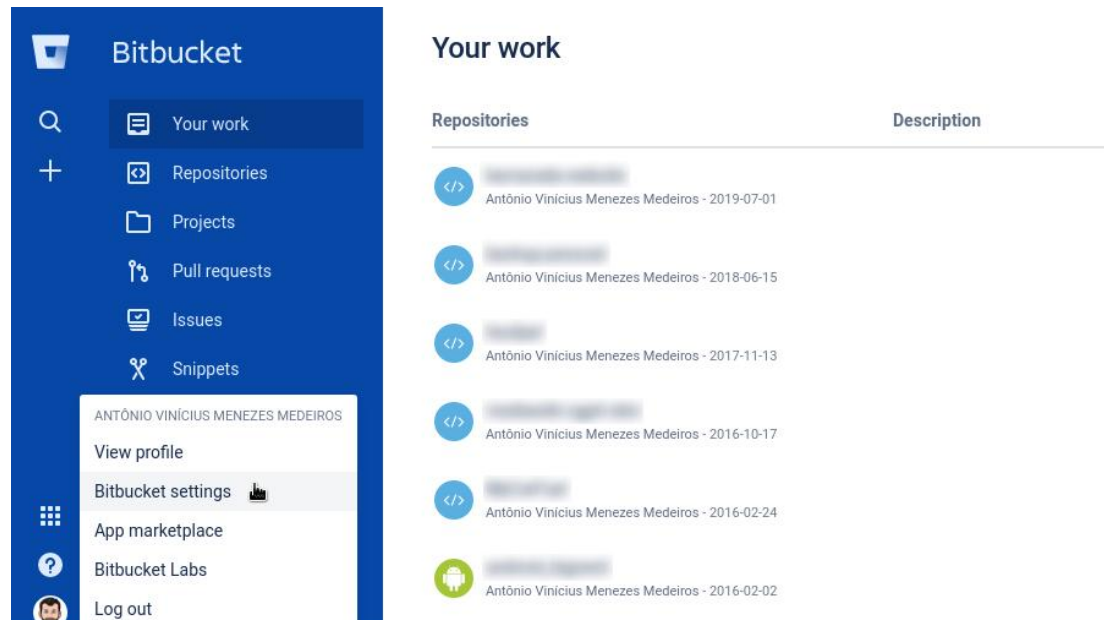 Bitbucket
Your work
Repositories
Projects
Pull requests
Issues
Snippets
ANTÔNIO VINÍCIUS MENEZES MEDEIROS
View profile
Bitbucket settings
App marketplace
Bitbucket Labs
Log out
Your work
Repositories Description
Antônio Vinícius Menezes Medeiros - 2019-07-01
Antônio Vinícius Menezes Medeiros - 2018-06-15
Antônio Vinícius Menezes Medeiros - 2017-11-13
Antônio Vinícius Menezes Medeiros - 2016-10-17
Antônio Vinícius Menezes Medeiros - 2016-02-24
Antônio Vinícius Menezes Medeiros - 2016-02-02